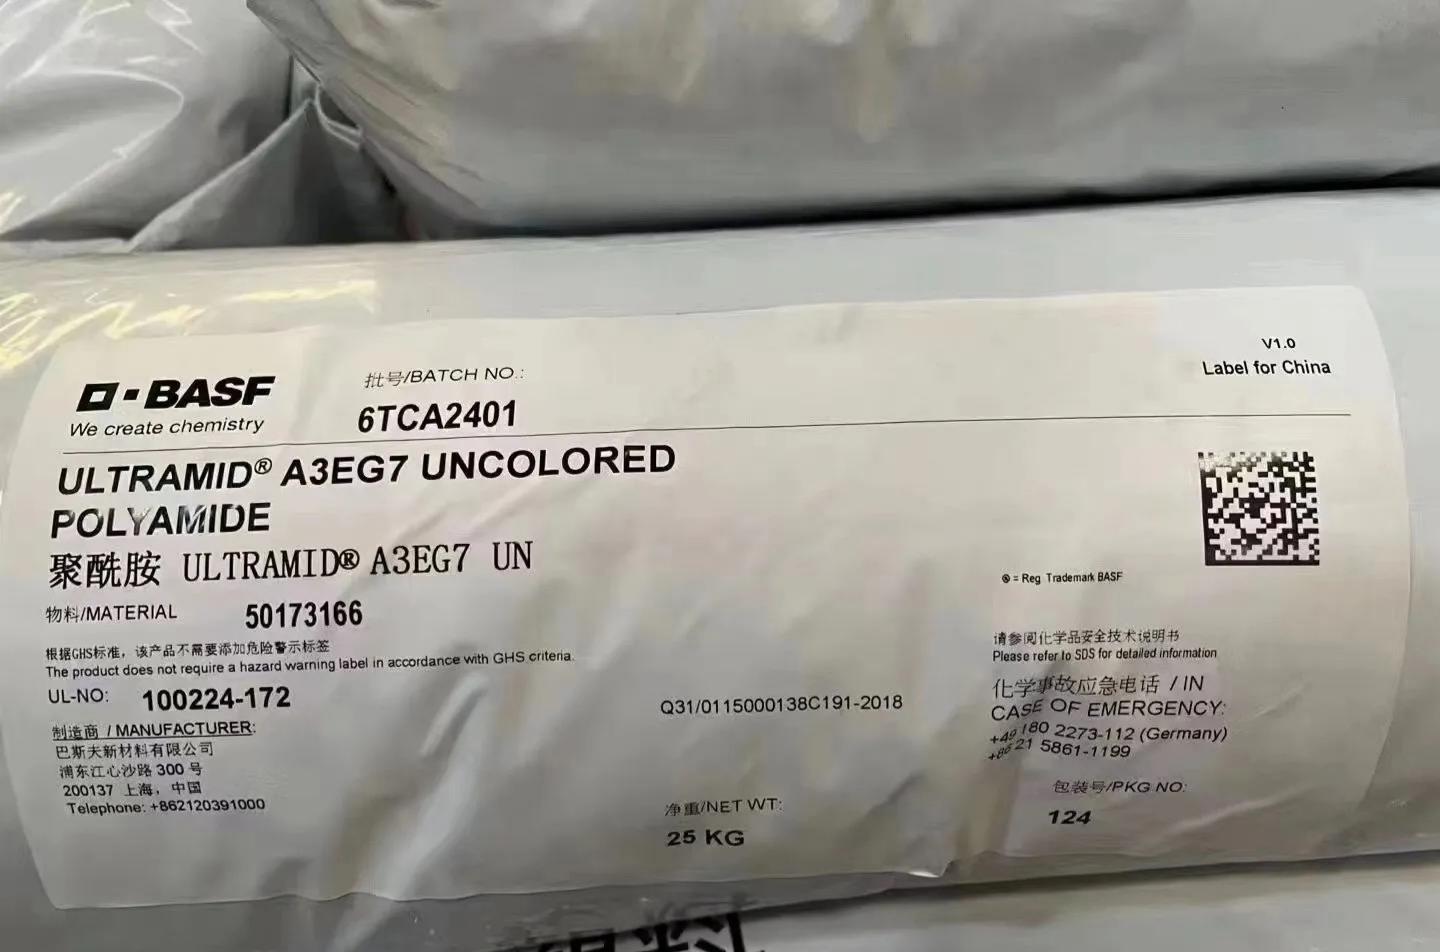 BASF
We create chemistry
批号/BATCH NO.:
6TCA2401
V1.0
Label for China
ULTRAMID® A3EG7 UNCOLORED
POLYAMIDE
聚酰胺 ULTRAMID® A3EG7 UN
物料/MATERIAL 50173166
根据GHS标准，该产品不需要添加危险警示标签
The product does not require a hazard warning label in accordance with GHS criteria.
UL-NO: 100224-172
制造商 / MANUFACTURER:
巴斯夫新材料有限公司
浦东江心沙路 300 号
200137 上海，中国
Telephone: +862120391000
Q31/0115000138C191-2018
净重/NET WT:
25 KG
® = Reg Trademark BASF
请参阅化学品安全技术说明书
Please refer to SDS for detailed information
化学事故应急电话 / IN
CASE OF EMERGENCY:
+49 180 2273-112 (Germany)
+86 21 5861-1199
包装号/PKG NO:
124